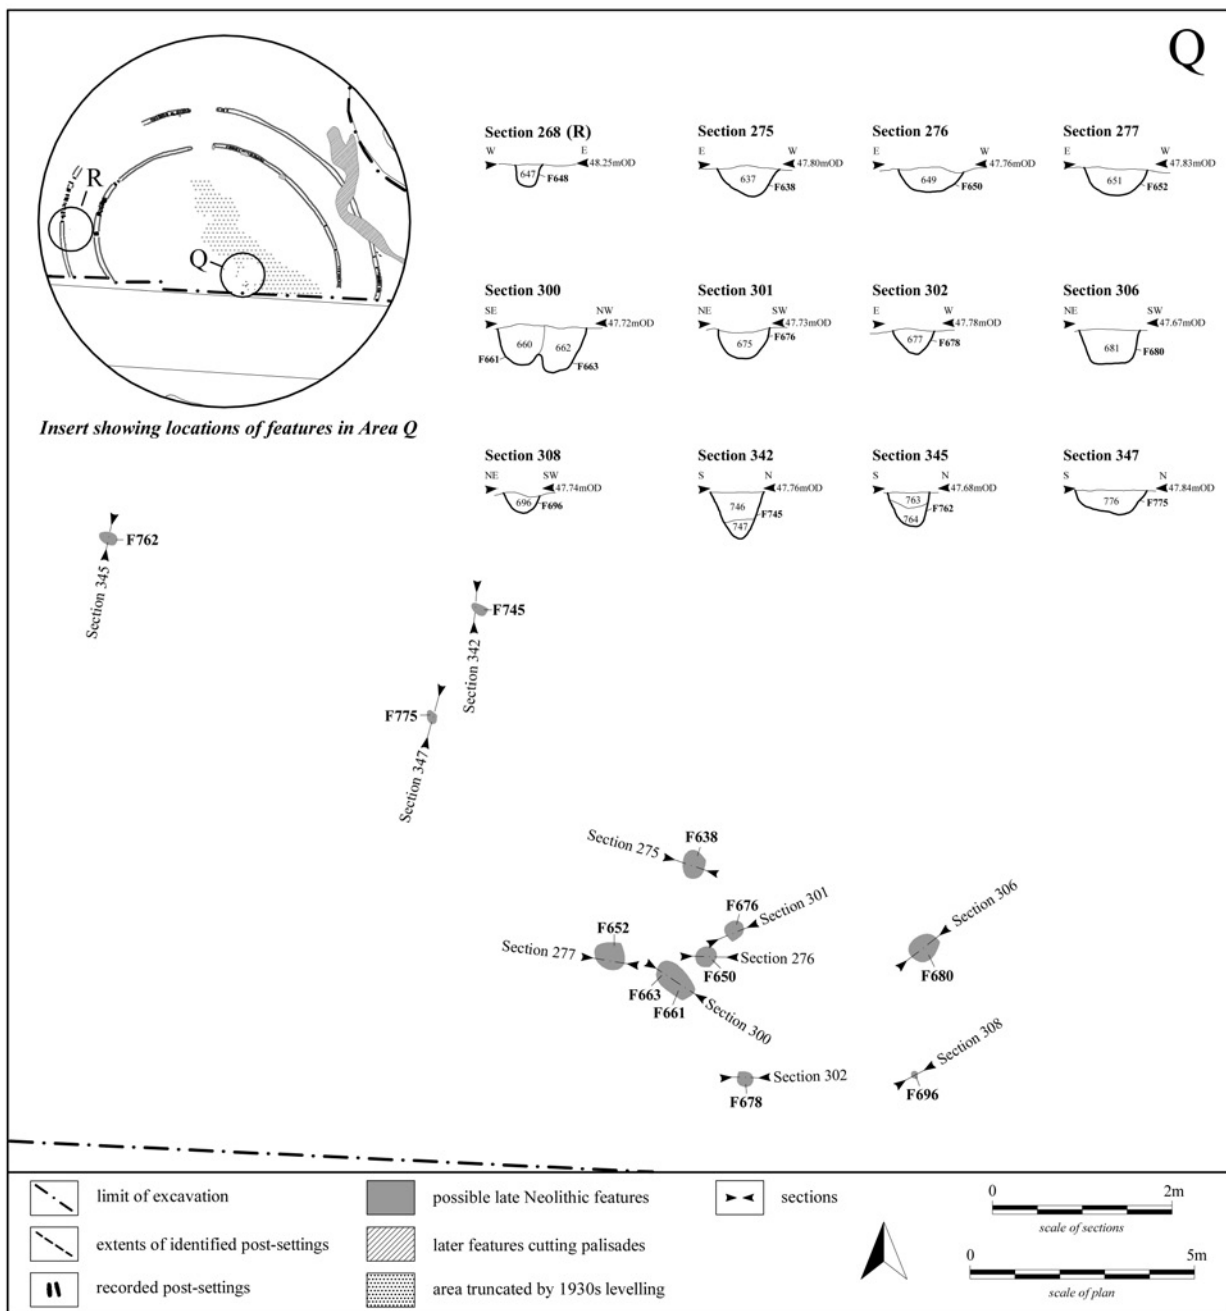 Q
R
Q
Insert showing locations of features in Area Q
Section 268 (R)
W E
48.25mOD
647
F648
Section 275
E W
47.80mOD
637
F638
Section 276
E W
47.76mOD
649
F650
Section 277
E W
47.83mOD
651
F652
Section 300
SE NW
47.72mOD
660 662
F661
F663
Section 301
NE SW
47.73mOD
675
F676
Section 302
E W
47.78mOD
677
F678
Section 306
NE SW
47.67mOD
681
F680
Section 308
NE SW
47.74mOD
696
F696
Section 342
S N
47.76mOD
746
747
F745
Section 345
S N
47.68mOD
763
764
F762
Section 347
S N
47.84mOD
776
F775
F762
Section 345
F745
Section 342
F775
Section 347
F638
Section 275
F676
Section 301
F652
Section 277
F650
Section 276
F663
F661
Section 300
Section 306
F680
Section 302
F678
Section 308
F696
limit of excavation
extents of identified post-settings
recorded post-settings
possible late Neolithic features
later features cutting palisades
area truncated by 1930s levelling
sections
0 2m
scale of sections
0 5m
scale of plan